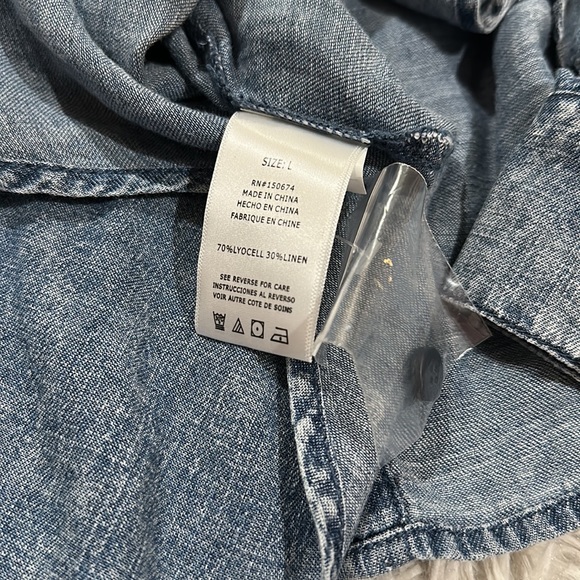 SIZE: L
RN#150674
MADE IN CHINA
HECHO EN CHINA
FABRIQUE EN CHINE
70%LYOCELL 30%LINEN
SEE REVERSE FOR CARE
INSTRUCCIONES AL REVERSO
VOIR AUTRE COTE DE SOINS